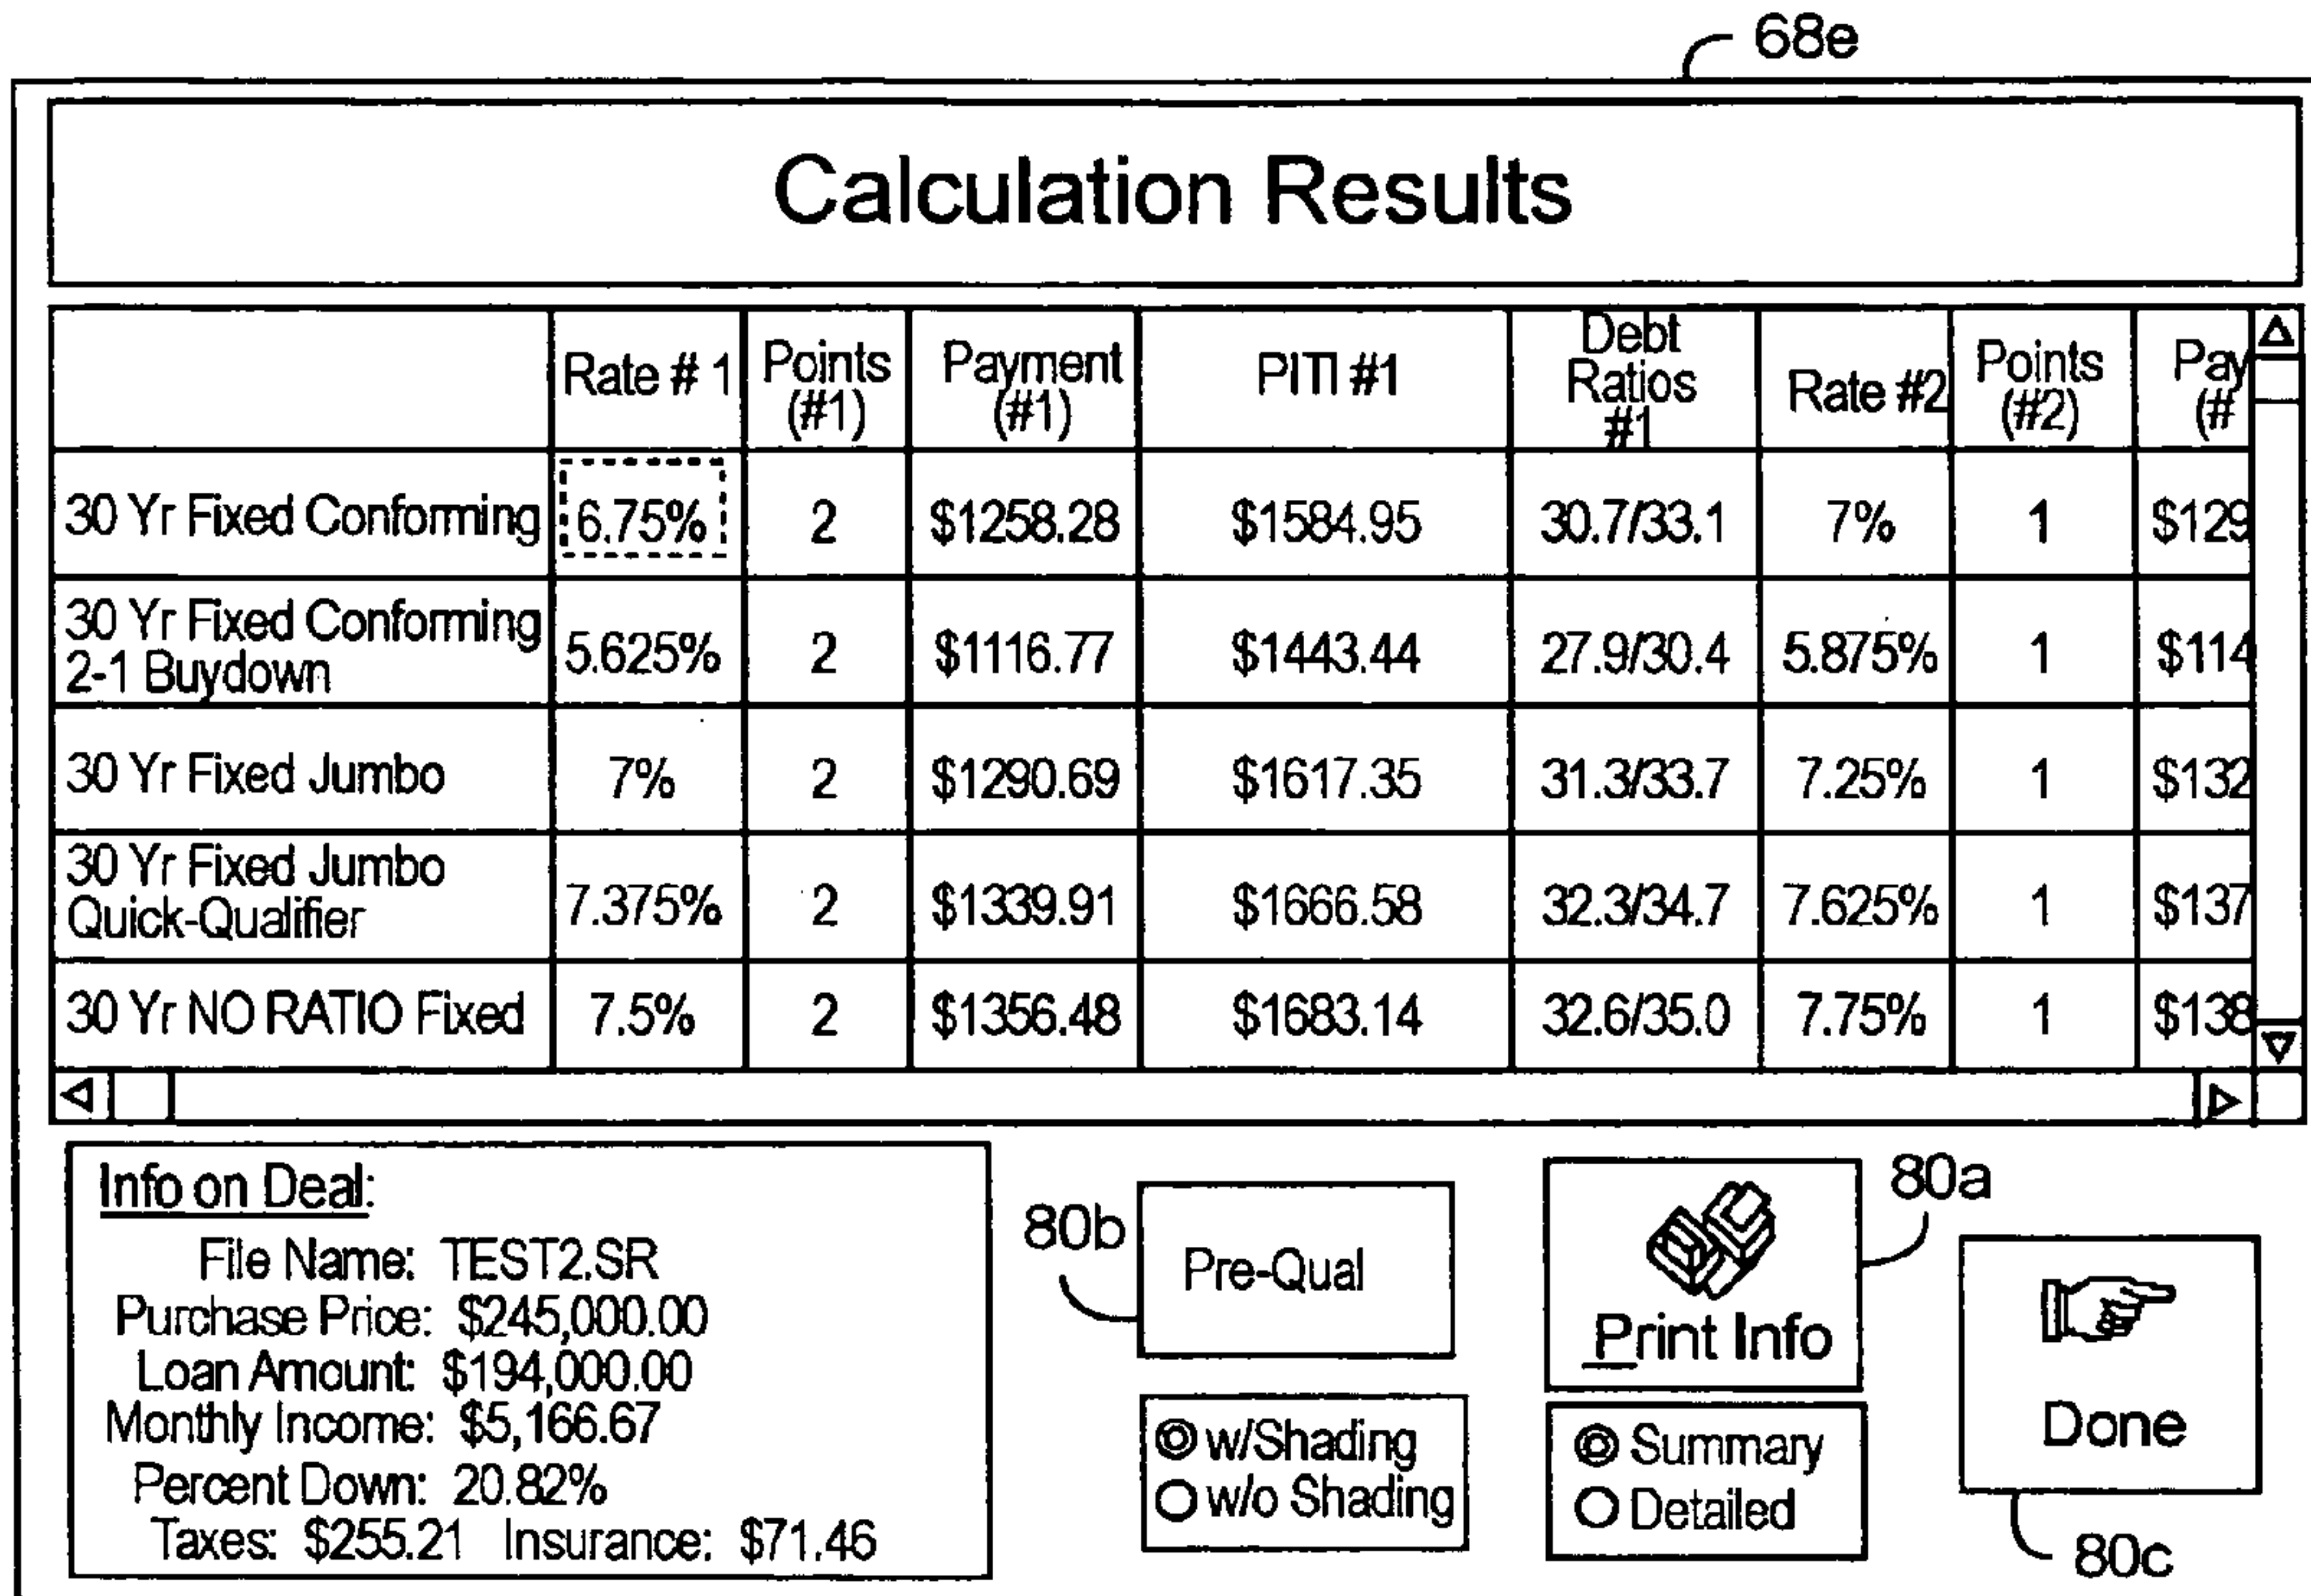 68e
Calculation Results
Rate # 1 Points (#1) Payment (#1) PITI #1 Debt Ratios #1 Rate #2 Points (#2) Pay (#
30 Yr Fixed Conforming 6.75% 2 $1258.28 $1584.95 30.7/33.1 7% 1 $129
30 Yr Fixed Conforming 2-1 Buydown 5.625% 2 $1116.77 $1443.44 27.9/30.4 5.875% 1 $114
30 Yr Fixed Jumbo 7% 2 $1290.69 $1617.35 31.3/33.7 7.25% 1 $132
30 Yr Fixed Jumbo Quick-Qualifier 7.375% 2 $1339.91 $1666.58 32.3/34.7 7.625% 1 $137
30 Yr NO RATIO Fixed 7.5% 2 $1356.48 $1683.14 32.6/35.0 7.75% 1 $138
Info on Deal:
File Name: TEST2.SR
Purchase Price: $245,000.00
Loan Amount: $194,000.00
Monthly Income: $5,166.67
Percent Down: 20.82%
Taxes: $255.21 Insurance: $71.46
80b
Pre-Qual
w/Shading
w/o Shading
80a
Print Info
Summary
Detailed
Done
80c